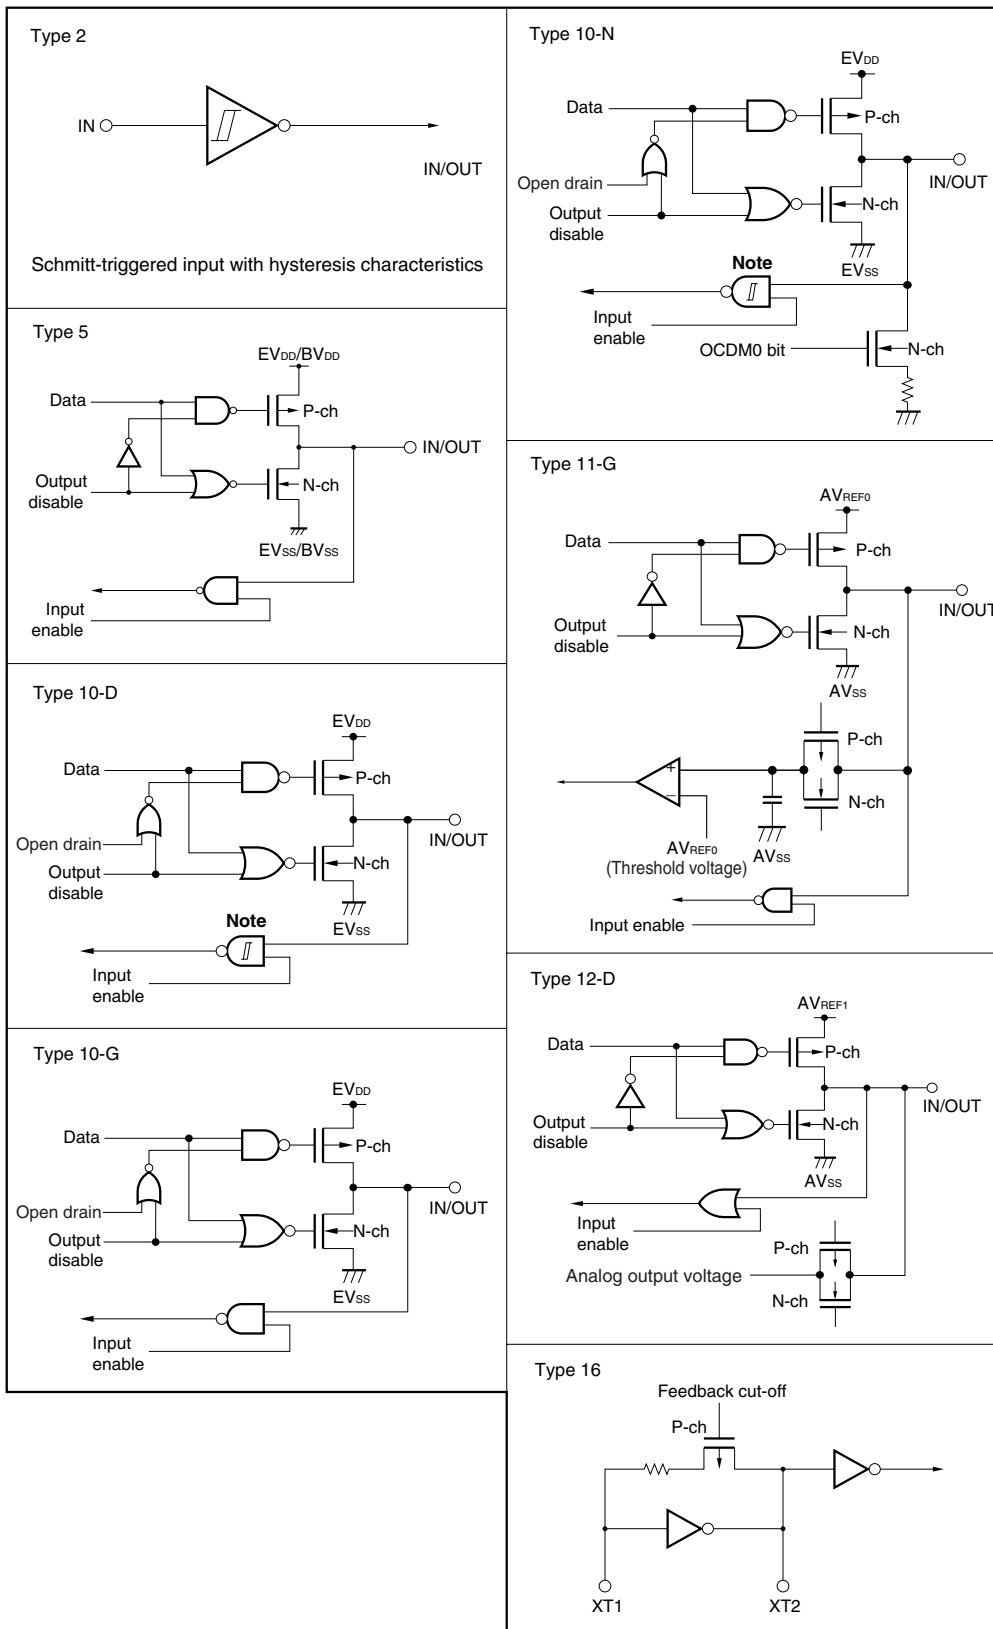 Type 2
IN
IN/OUT
Schmitt-triggered input with hysteresis characteristics
Type 5
EVDD/BVDD
Data
P-ch
IN/OUT
Output
disable
N-ch
EVSS/BVSS
Input
enable
Type 10-D
EVDD
Data
P-ch
IN/OUT
Open drain
Output
disable
N-ch
EVSS
Note
Input
enable
Type 10-G
EVDD
Data
P-ch
IN/OUT
Open drain
Output
disable
N-ch
EVSS
Input
enable
Type 10-N
EVDD
Data
P-ch
IN/OUT
Open drain
Output
disable
N-ch
EVSS
Note
Input
enable
OCDM0 bit
N-ch
Type 11-G
AVREF0
Data
P-ch
IN/OUT
Output
disable
N-ch
AVSS
P-ch
+
−
N-ch
AVREF0
(Threshold voltage)
AVSS
Input enable
Type 12-D
AVREF1
Data
P-ch
IN/OUT
Output
disable
N-ch
AVSS
Input
enable
P-ch
Analog output voltage
N-ch
Type 16
Feedback cut-off
P-ch
XT1
XT2